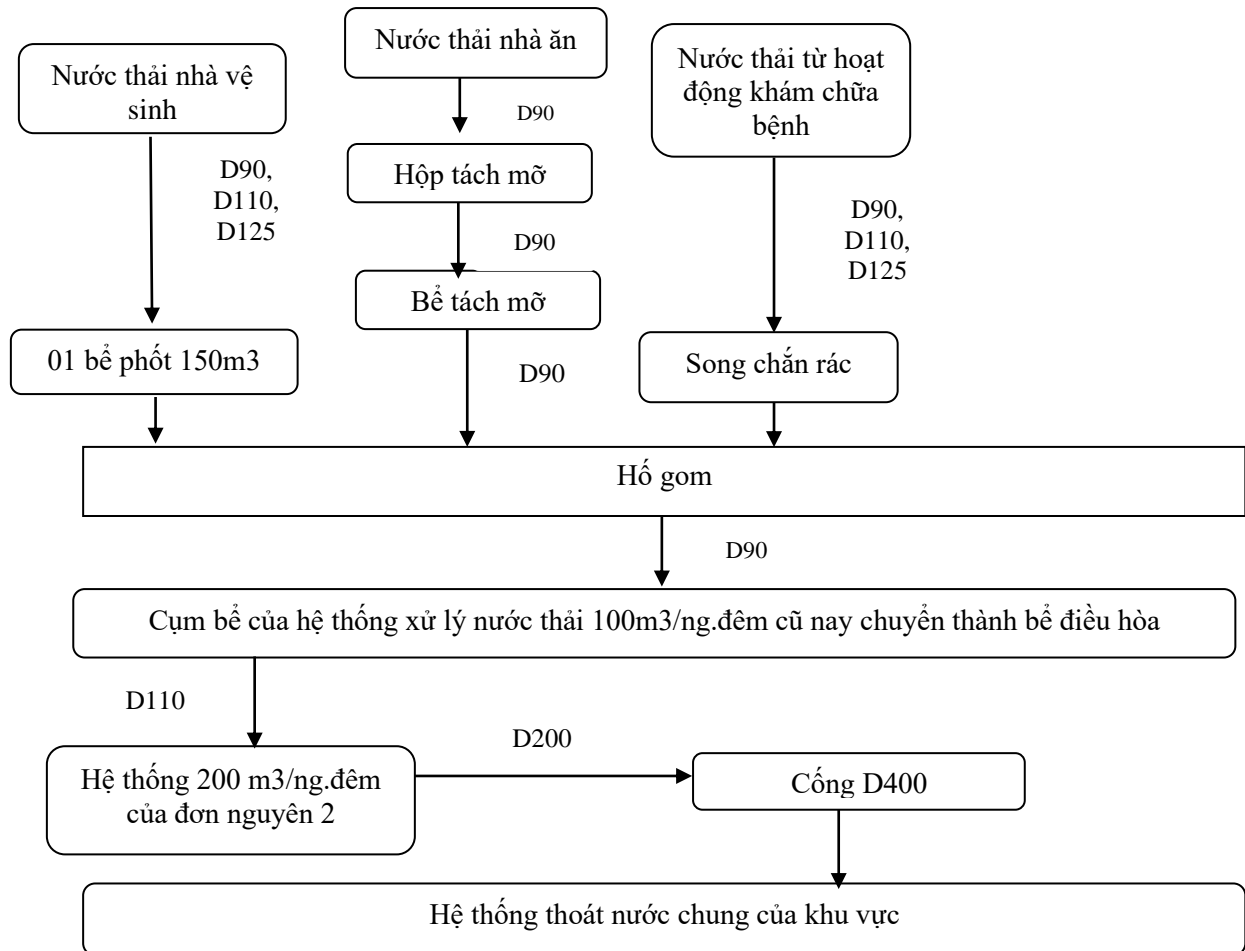 Nước thải nhà vệ
sinh
Nước thải nhà ăn
Nước thải từ hoạt
động khám chữa
bệnh
D90,
D110,
D125
D90
Hộp tách mỡ
D90
Bể tách mỡ
D90,
D110,
D125
01 bể phốt 150m3
D90
Song chắn rác
Hố gom
D90
Cụm bể của hệ thống xử lý nước thải 100m3/ng.đêm cũ nay chuyển thành bể điều hòa
D110
Hệ thống 200 m3/ng.đêm
của đơn nguyên 2
D200
Cống D400
Hệ thống thoát nước chung của khu vực